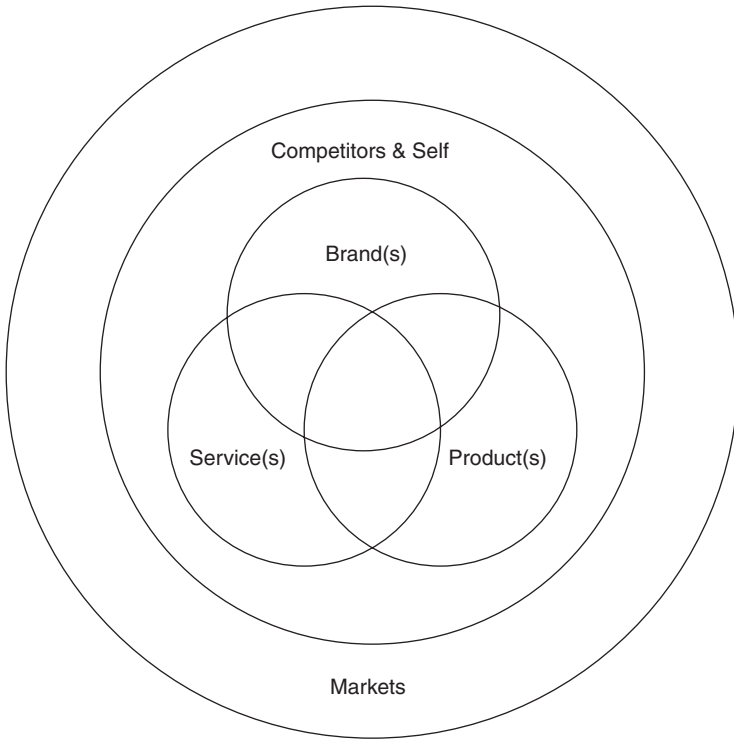 Competitors & Self
Brand(s)
Service(s)
Product(s)
Markets